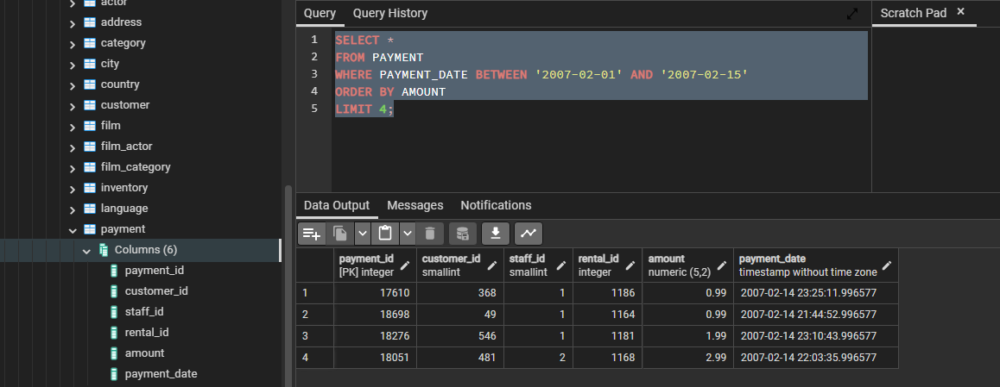 actor
address
category
city
country
customer
film
film_actor
film_category
inventory
language
payment
Columns (6)
payment_id
customer_id
staff_id
rental_id
amount
payment_date
Query Query History
Scratch Pad ×
1 SELECT *
2 FROM PAYMENT
3 WHERE PAYMENT_DATE BETWEEN '2007-02-01' AND '2007-02-15'
4 ORDER BY AMOUNT
5 LIMIT 4;
Data Output Messages Notifications
payment_id customer_id staff_id rental_id amount payment_date
[PK] integer smallint smallint integer numeric (5,2) timestamp without time zone
1 17610 368 1 1186 0.99 2007-02-14 23:25:11.996577
2 18698 49 1 1164 0.99 2007-02-14 21:44:52.996577
3 18276 546 1 1181 1.99 2007-02-14 23:10:43.996577
4 18051 481 2 1168 2.99 2007-02-14 22:03:35.996577